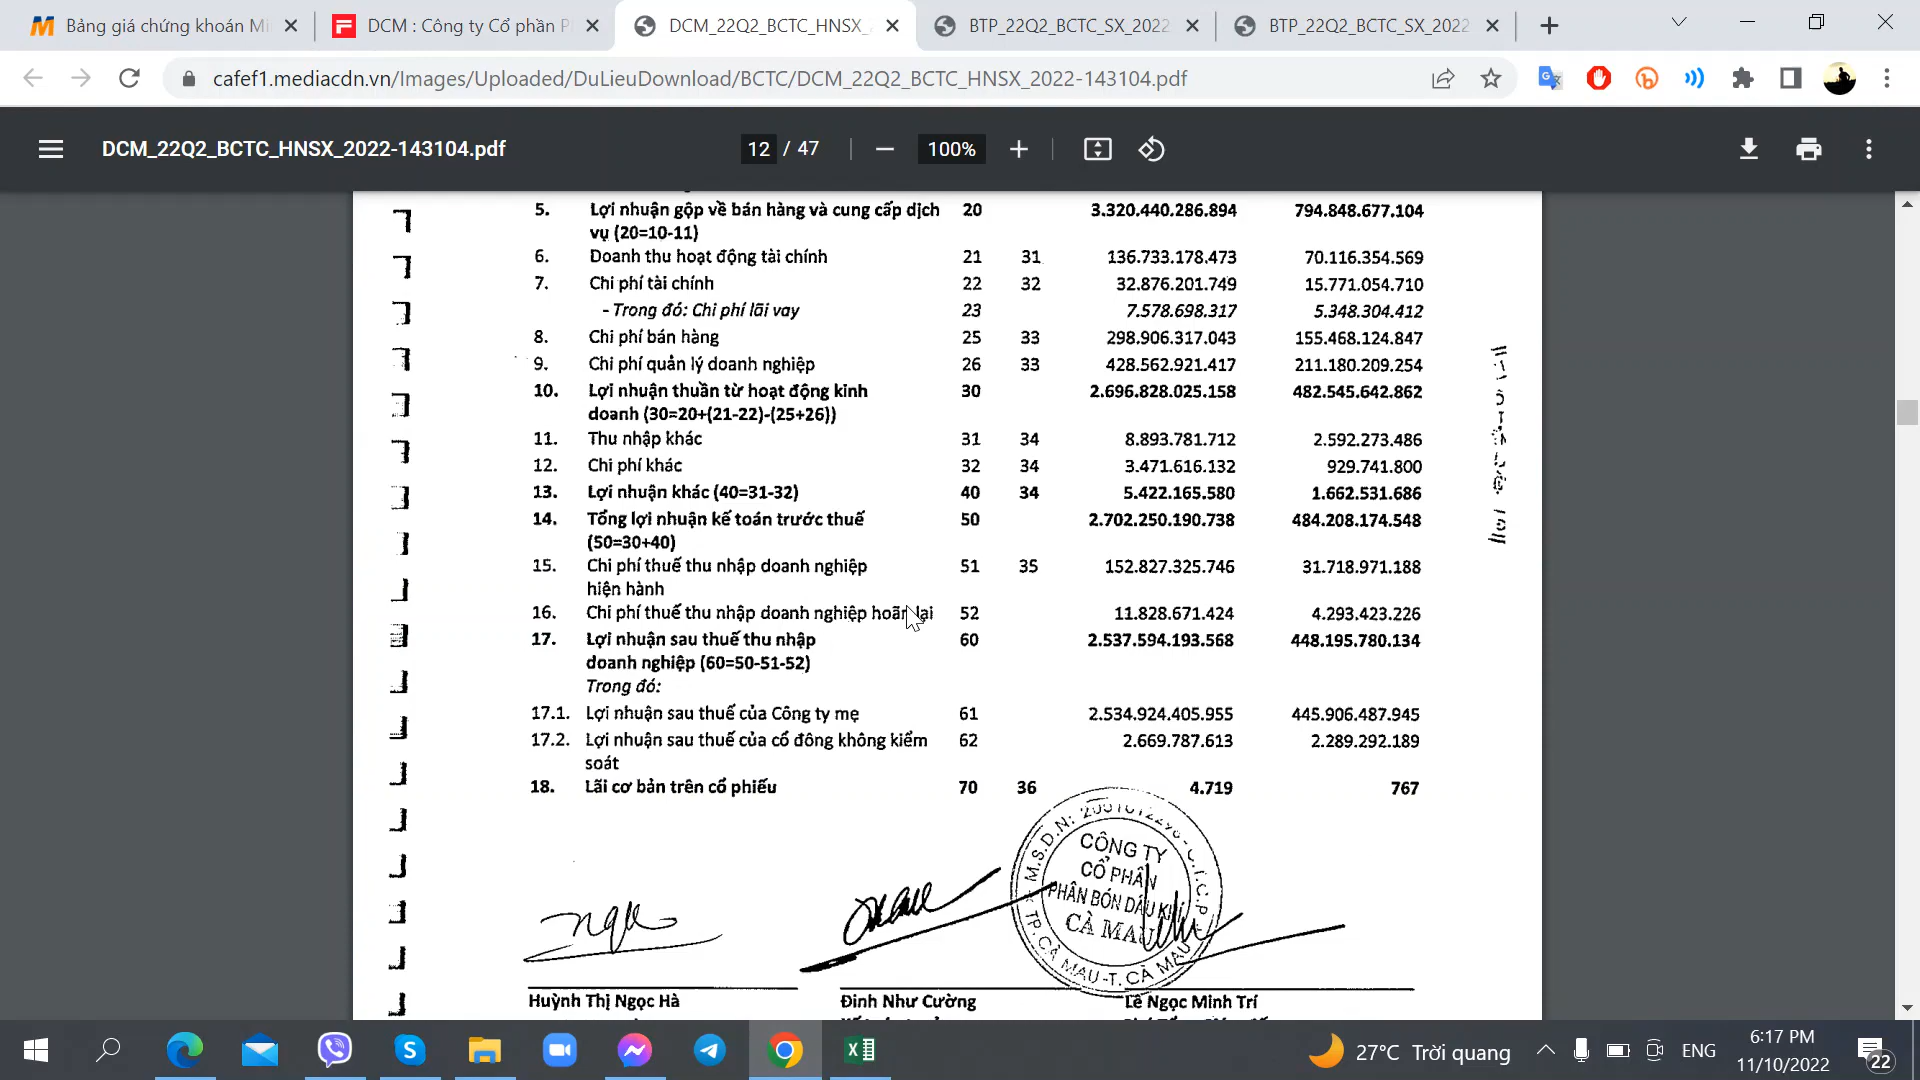 Bảng giá chứng khoán Mi
DCM : Công ty Cổ phần P
DCM_22Q2_BCTC_HNSX_
BTP_22Q2_BCTC_SX_2022
BTP_22Q2_BCTC_SX_2022
cafef1.mediacdn.vn/Images/Uploaded/DuLieuDownload/BCTC/DCM_22Q2_BCTC_HNSX_2022-143104.pdf
DCM_22Q2_BCTC_HNSX_2022-143104.pdf
12 / 47
100%
5. Lợi nhuận gộp về bán hàng và cung cấp dịch 20 3.320.440.286.894 794.848.677.104
vụ (20=10-11)
6. Doanh thu hoạt động tài chính 21 31 136.733.178.473 70.116.354.569
7. Chi phí tài chính 22 32 32.876.201.749 15.771.054.710
- Trong đó: Chi phí lãi vay 23 7.578.698.317 5.348.304.412
8. Chi phí bán hàng 25 33 298.906.317.043 155.468.124.847
9. Chi phí quản lý doanh nghiệp 26 33 428.562.921.417 211.180.209.254
10. Lợi nhuận thuần từ hoạt động kinh 30 2.696.828.025.158 482.545.642.862
doanh (30=20+(21-22)-(25+26))
11. Thu nhập khác 31 34 8.893.781.712 2.592.273.486
12. Chi phí khác 32 34 3.471.616.132 929.741.800
13. Lợi nhuận khác (40=31-32) 40 34 5.422.165.580 1.662.531.686
14. Tổng lợi nhuận kế toán trước thuế 50 2.702.250.190.738 484.208.174.548
(50=30+40)
15. Chi phí thuế thu nhập doanh nghiệp 51 35 152.827.325.746 31.718.971.188
hiện hành
16. Chi phí thuế thu nhập doanh nghiệp hoãn lại 52 11.828.671.424 4.293.423.226
17. Lợi nhuận sau thuế thu nhập 60 2.537.594.193.568 448.195.780.134
doanh nghiệp (60=50-51-52)
Trong đó:
17.1. Lợi nhuận sau thuế của Công ty mẹ 61 2.534.924.405.955 445.906.487.945
17.2. Lợi nhuận sau thuế của cổ đông không kiểm 62 2.669.787.613 2.289.292.189
soát
18. Lãi cơ bản trên cổ phiếu 70 36 4.719 767
M.S.D.N:
CÔNG TY
CỔ PHẦN
PHÂN BÓN DẦU KHÍ
CÀ MAU
TP.CÀ MAU-T. CÀ MAU
Huỳnh Thị Ngọc Hà Đinh Như Cường Lê Ngọc Minh Trí
27°C Trời quang
ENG
6:17 PM
11/10/2022
22